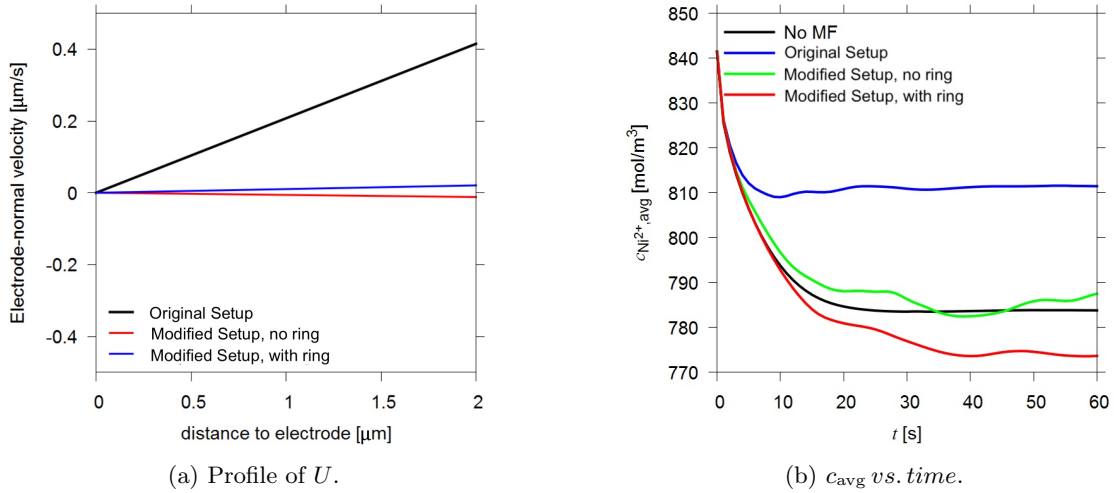 Electrode-normal velocity [µm/s]
0.4
0.2
0
-0.2
-0.4
Original Setup
Modified Setup, no ring
Modified Setup, with ring
0
0.5
1
1.5
2
distance to electrode [µm]
(a) Profile of U.
c_Ni²⁺,avg [mol/m³]
850
840
830
820
810
800
790
780
770
No MF
Original Setup
Modified Setup, no ring
Modified Setup, with ring
0
10
20
30
40
50
60
t [s]
(b) c_avg vs. time.